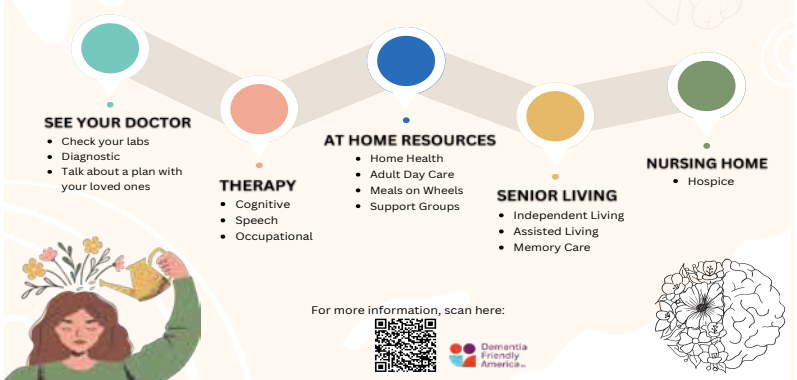 SEE YOUR DOCTOR
• Check your labs
• Diagnostic
• Talk about a plan with
your loved ones
THERAPY
• Cognitive
• Speech
• Occupational
AT HOME RESOURCES
• Home Health
• Adult Day Care
• Meals on Wheels
• Support Groups
SENIOR LIVING
• Independent Living
• Assisted Living
• Memory Care
NURSING HOME
• Hospice
For more information, scan here:
Dementia
Friendly
America